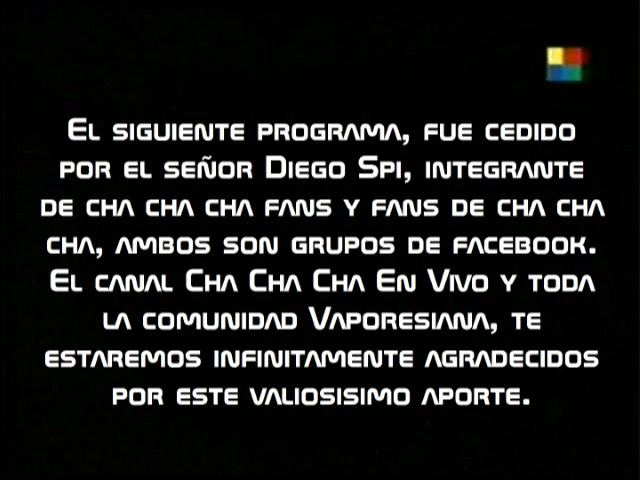 El siguiente programa, fue cedido
por el señor Diego Spi, integrante
de cha cha cha fans y fans de cha cha
cha, ambos son grupos de facebook.
El canal Cha Cha Cha En Vivo y toda
la comunidad Vaporesiana, te
estaremos infinitamente agradecidos
por este valiosisimo aporte.